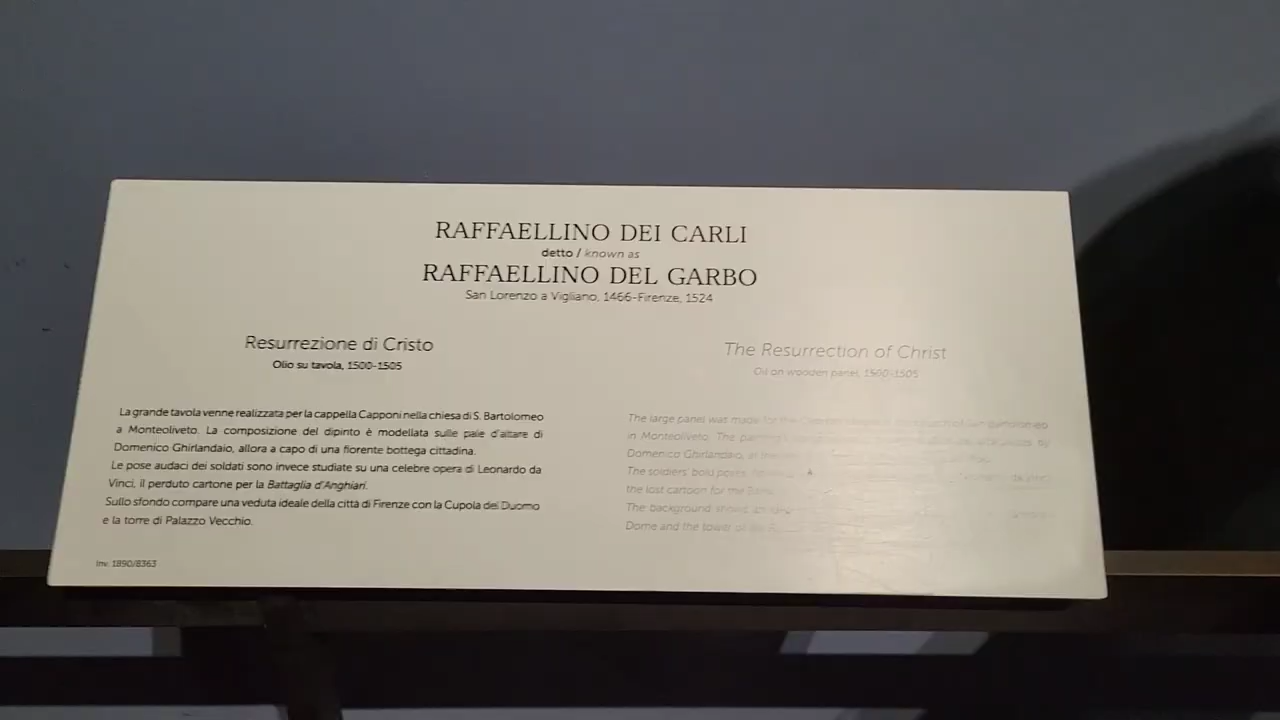 RAFFAELLINO DEI CARLI
detto / known as
RAFFAELLINO DEL GARBO
San Lorenzo a Vigliano, 1466-Firenze, 1524
Resurrezione di Cristo
Olio su tavola, 1500-1505
La grande tavola venne realizzata per la cappella Capponi nella chiesa di S. Bartolomeo
a Monteoliveto. La composizione del dipinto è modellata sulle pale d'altare di
Domenico Ghirlandaio, allora a capo di una fiorente bottega cittadina.
Le pose audaci dei soldati sono invece studiate su una celebre opera di Leonardo da
Vinci, il perduto cartone per la Battaglia d'Anghiari.
Sullo sfondo compare una veduta ideale della città di Firenze con la Cupola del Duomo
e la torre di Palazzo Vecchio.
Inv. 1890/8363
The Resurrection of Christ
Oil on wooden panel, 1500-1505
The large panel was made for the
in Monteoliveto. The painting by
Domenico Ghirlandaio, at
The soldiers' bold poses
the lost cartoon for the
The background shows
Dome and the tower of